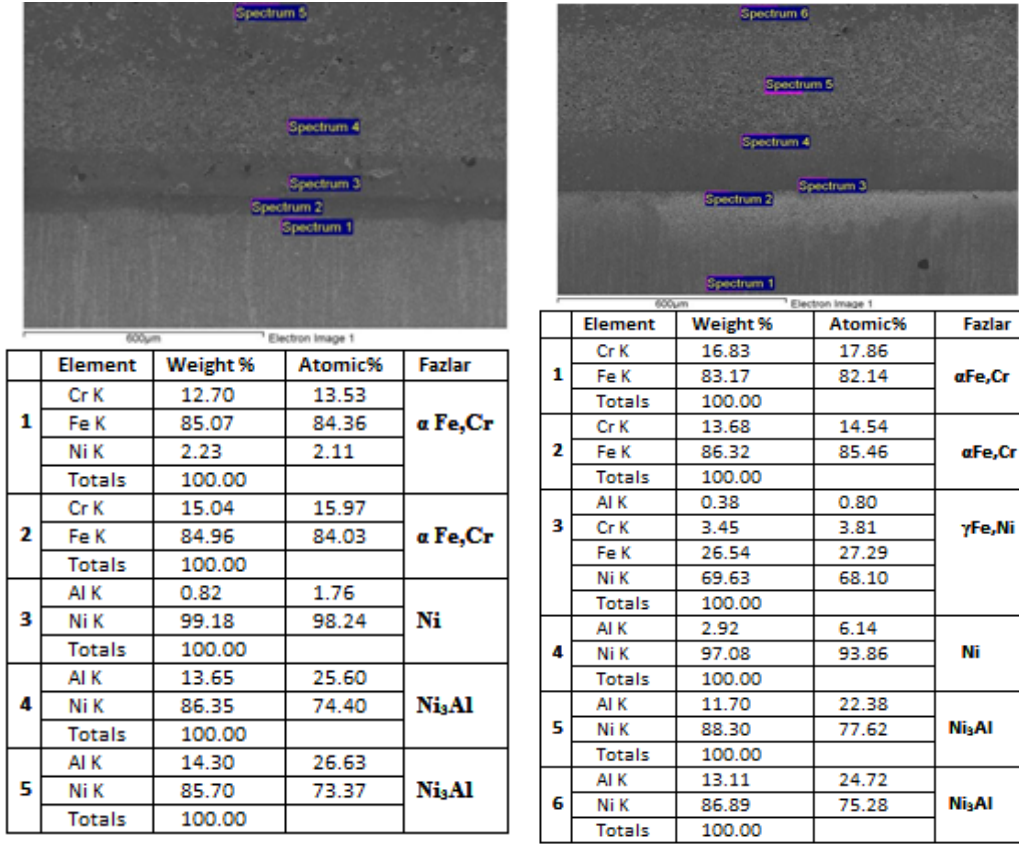 Spectrum 5
Spectrum 4
Spectrum 3
Spectrum 2
Spectrum 1
600µm Electron Image 1
Element Weight % Atomic% Fazlar
1 Cr K 12.70 13.53 α Fe,Cr
Fe K 85.07 84.36
Ni K 2.23 2.11
Totals 100.00
2 Cr K 15.04 15.97 α Fe,Cr
Fe K 84.96 84.03
Totals 100.00
3 Al K 0.82 1.76 Ni
Ni K 99.18 98.24
Totals 100.00
4 Al K 13.65 25.60 Ni₃Al
Ni K 86.35 74.40
Totals 100.00
5 Al K 14.30 26.63 Ni₃Al
Ni K 85.70 73.37
Totals 100.00
Spectrum 6
Spectrum 5
Spectrum 4
Spectrum 3
Spectrum 2
Spectrum 1
600µm Electron Image 1
Element Weight % Atomic% Fazlar
1 Cr K 16.83 17.86 αFe,Cr
Fe K 83.17 82.14
Totals 100.00
2 Cr K 13.68 14.54 αFe,Cr
Fe K 86.32 85.46
Totals 100.00
3 Al K 0.38 0.80 γFe,Ni
Cr K 3.45 3.81
Fe K 26.54 27.29
Ni K 69.63 68.10
Totals 100.00
4 Al K 2.92 6.14 Ni
Ni K 97.08 93.86
Totals 100.00
5 Al K 11.70 22.38 Ni₃Al
Ni K 88.30 77.62
Totals 100.00
6 Al K 13.11 24.72 Ni₃Al
Ni K 86.89 75.28
Totals 100.00